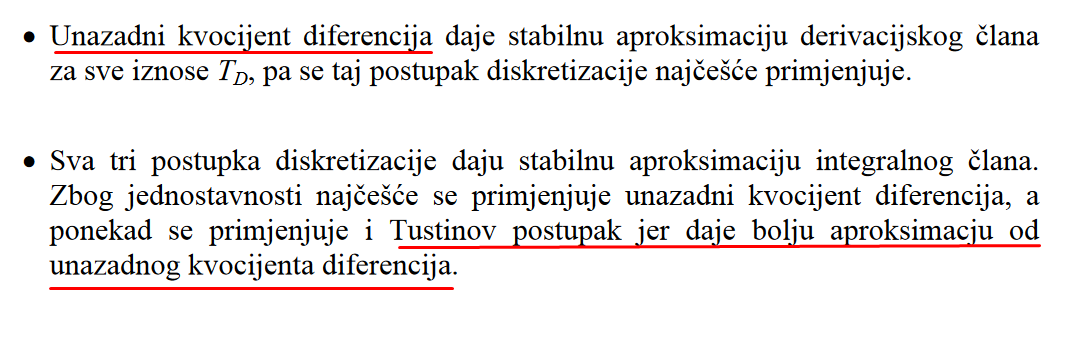 • Unazadni kvocijent diferencija daje stabilnu aproksimaciju derivacijskog člana
za sve iznose T_D, pa se taj postupak diskretizacije najčešće primjenjuje.
• Sva tri postupka diskretizacije daju stabilnu aproksimaciju integralnog člana.
Zbog jednostavnosti najčešće se primjenjuje unazadni kvocijent diferencija, a
ponekad se primjenjuje i Tustinov postupak jer daje bolju aproksimacju od
unazadnog kvocijenta diferencija.